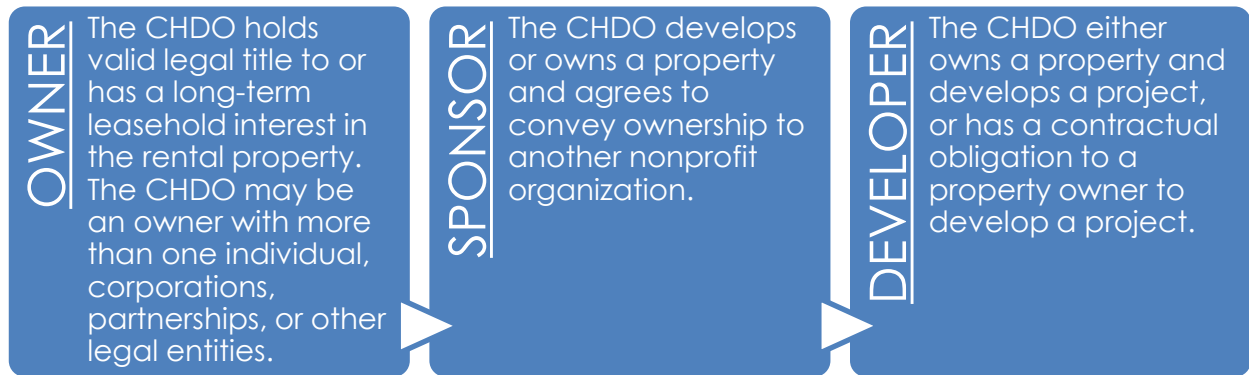 OWNER
The CHDO holds
valid legal title to or
has a long-term
leasehold interest in
the rental property.
The CHDO may be
an owner with more
than one individual,
corporations,
partnerships, or other
legal entities.
SPONSOR
The CHDO develops
or owns a property
and agrees to
convey ownership to
another nonprofit
organization.
DEVELOPER
The CHDO either
owns a property and
develops a project,
or has a contractual
obligation to a
property owner to
develop a project.